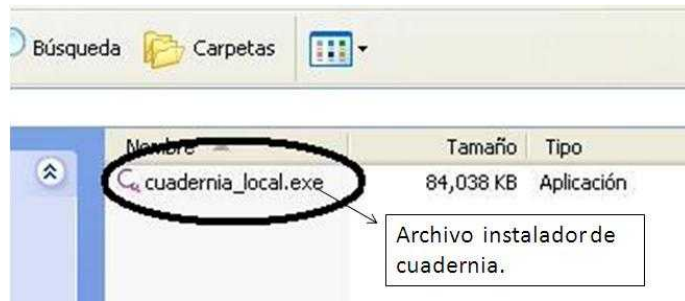 Búsqueda Carpetas
Nombre Tamaño Tipo
cuadernia_local.exe 84,038 KB Aplicación
Archivo instalador de
cuadernia.